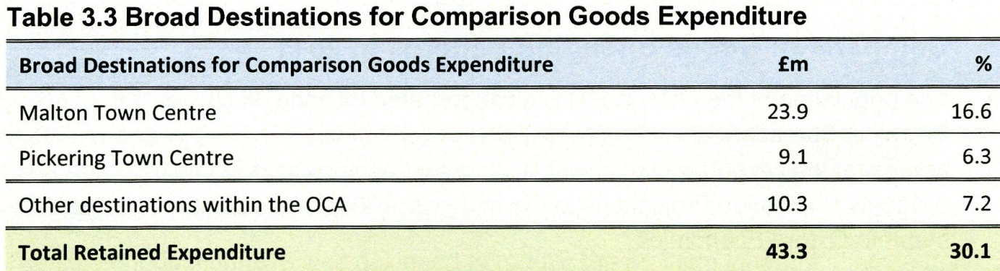 Table 3.3 Broad Destinations for Comparison Goods Expenditure
Broad Destinations for Comparison Goods Expenditure £m %
Malton Town Centre 23.9 16.6
Pickering Town Centre 9.1 6.3
Other destinations within the OCA 10.3 7.2
Total Retained Expenditure 43.3 30.1